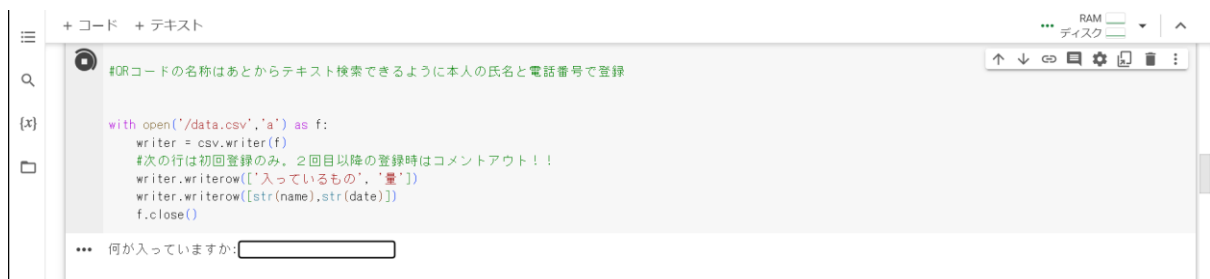 + コード + テキスト
RAM
ディスク
{x}
#QRコードの名称はあとからテキスト検索できるように本人の氏名と電話番号で登録
with open('/data.csv','a') as f:
writer = csv.writer(f)
#次の行は初回登録のみ。２回目以降の登録時はコメントアウト！！
writer.writerow(['入っているもの', '量'])
writer.writerow([str(name),str(date)])
f.close()
何が入っていますか: